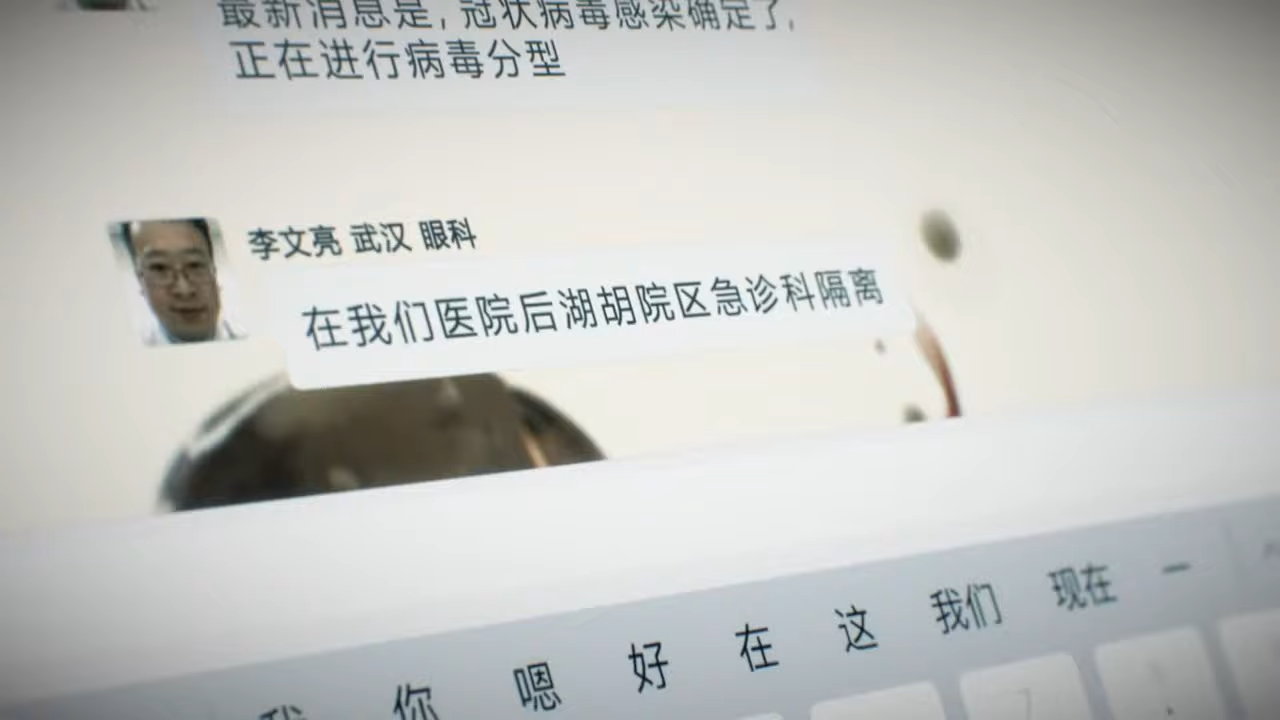 最新消息是，冠状病毒感染确定了，
正在进行病毒分型
李文亮 武汉 眼科
在我们医院后湖胡院区急诊科隔离
我 你 嗯 好 在 这 我们 现在 一